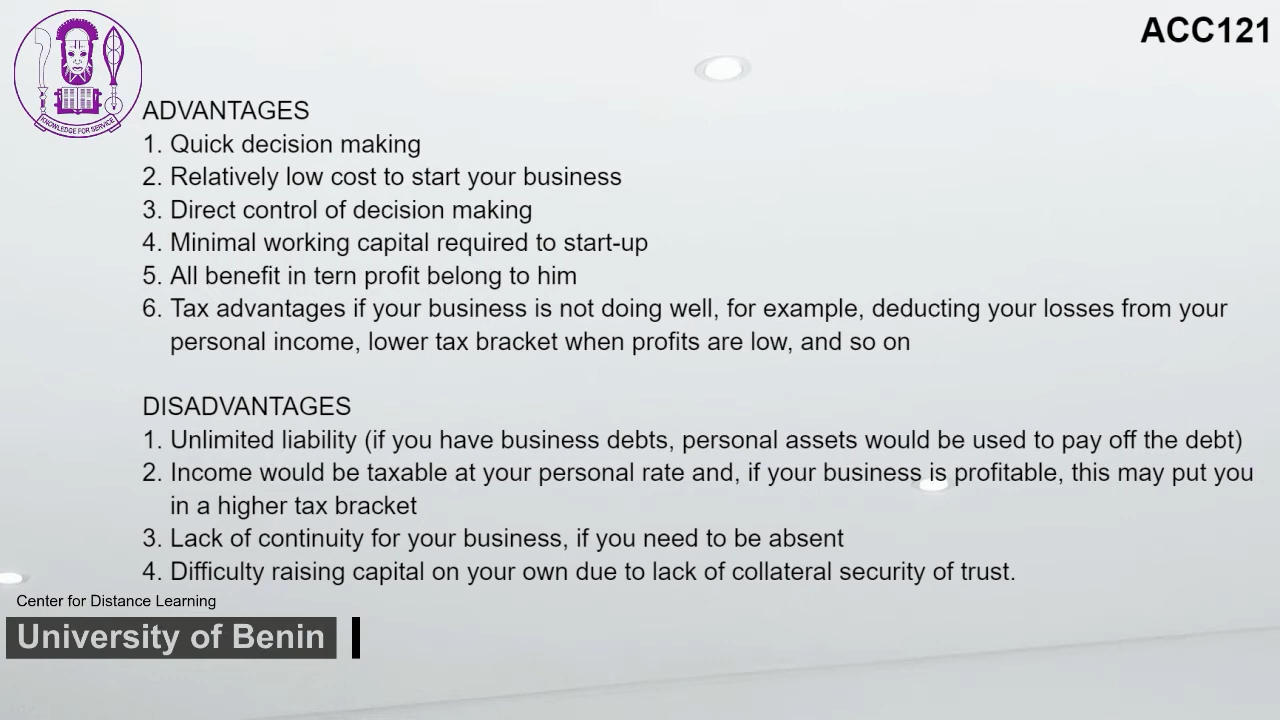 ACC121
KNOWLEDGE FOR SERVICE
ADVANTAGES
1. Quick decision making
2. Relatively low cost to start your business
3. Direct control of decision making
4. Minimal working capital required to start-up
5. All benefit in tern profit belong to him
6. Tax advantages if your business is not doing well, for example, deducting your losses from your
personal income, lower tax bracket when profits are low, and so on
DISADVANTAGES
1. Unlimited liability (if you have business debts, personal assets would be used to pay off the debt)
2. Income would be taxable at your personal rate and, if your business is profitable, this may put you
in a higher tax bracket
3. Lack of continuity for your business, if you need to be absent
4. Difficulty raising capital on your own due to lack of collateral security of trust.
Center for Distance Learning
University of Benin